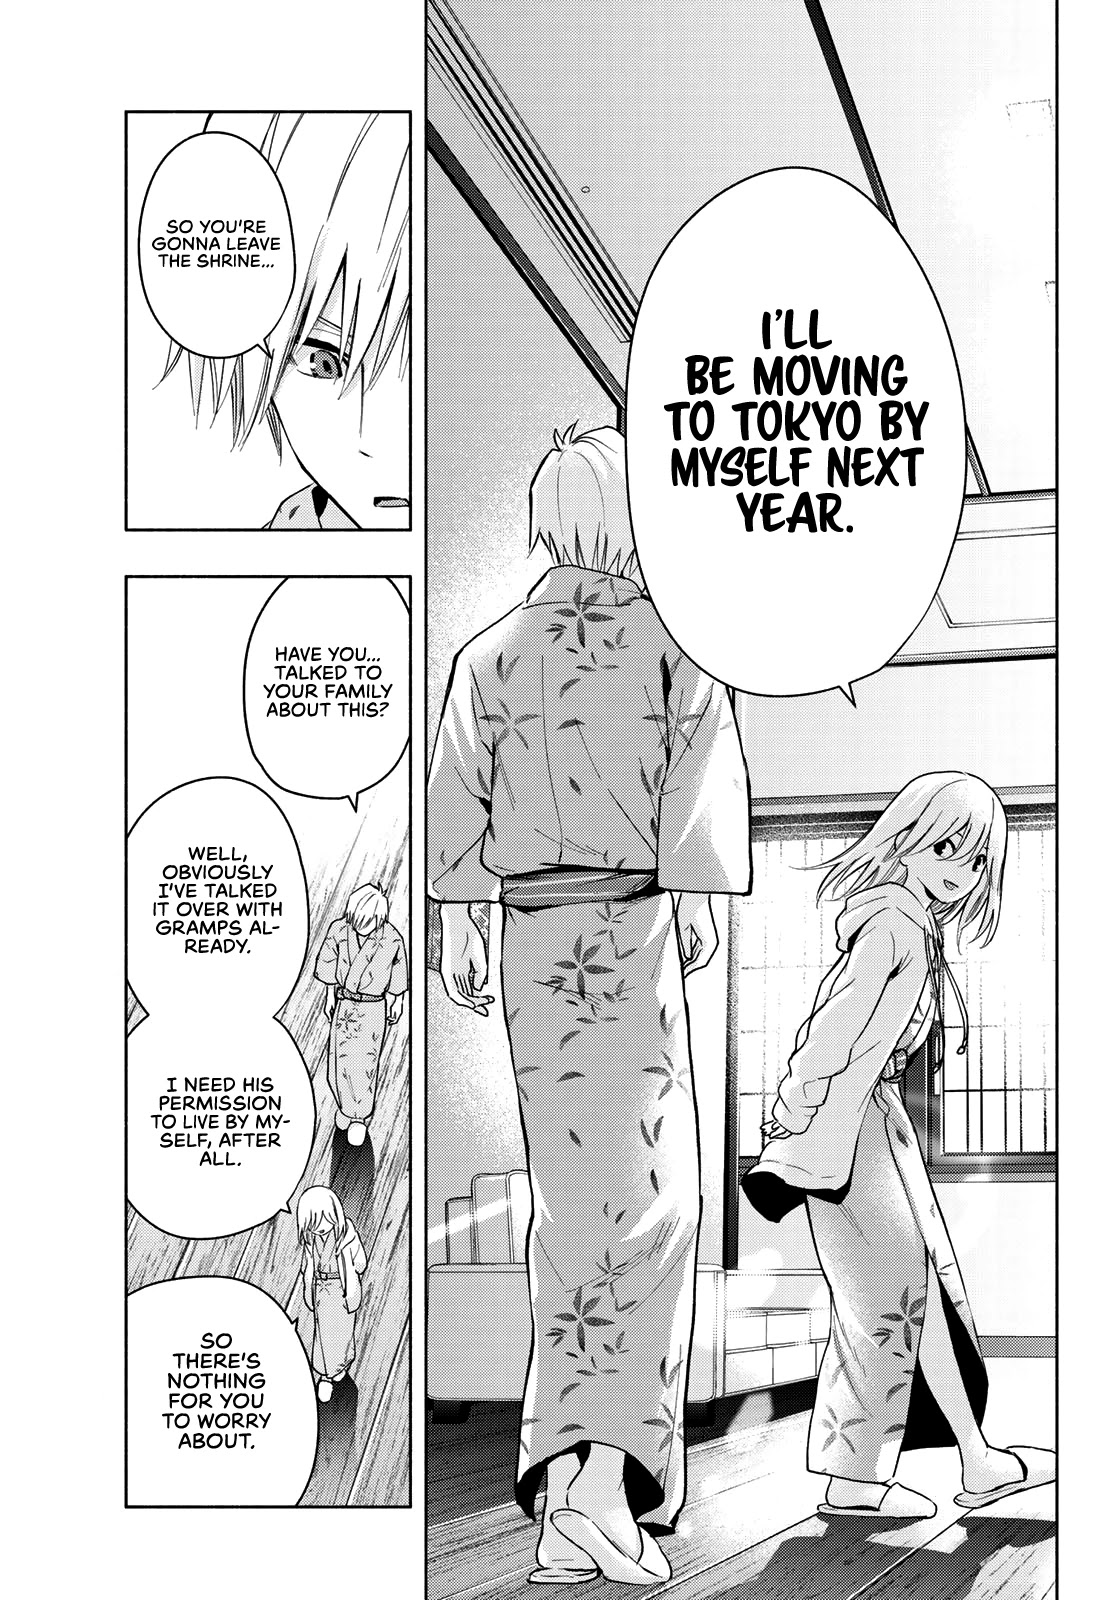 I'LL
BE MOVING
TO TOKYO BY
MYSELF NEXT
YEAR.
SO YOU'RE
GONNA LEAVE
THE SHRINE...
HAVE YOU...
TALKED TO
YOUR FAMILY
ABOUT THIS?
WELL,
OBVIOUSLY
I'VE TALKED
IT OVER WITH
GRAMPS AL-
READY.
I NEED HIS
PERMISSION
TO LIVE BY MY-
SELF, AFTER
ALL.
SO
THERE'S
NOTHING
FOR YOU
TO WORRY
ABOUT.